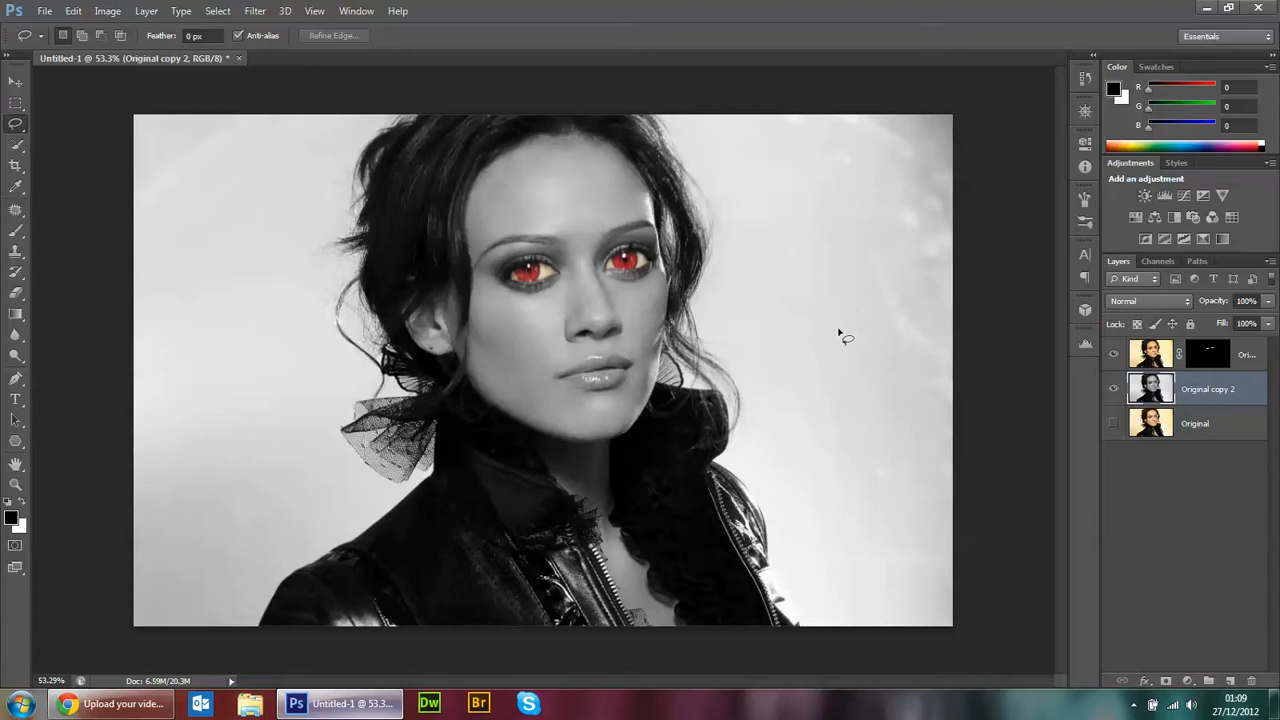 Ps File Edit Image Layer Type Select Filter 3D View Window Help
Feather: 0 px Anti-alias Refine Edge... Essentials
Untitled-1 @ 53.3% (Original copy 2, RGB/8) * ×
Color Swatches
R 0
G 0
B 0
Adjustments Styles
Add an adjustment
Layers Channels Paths
Kind
Normal Opacity: 100%
Lock: Fill: 100%
Ori...
Original copy 2
Original
53.29% Doc: 6.59M/20.3M
Upload your vide... Ps Untitled-1 @ 53.3... Dw Br
01:09
27/12/2012